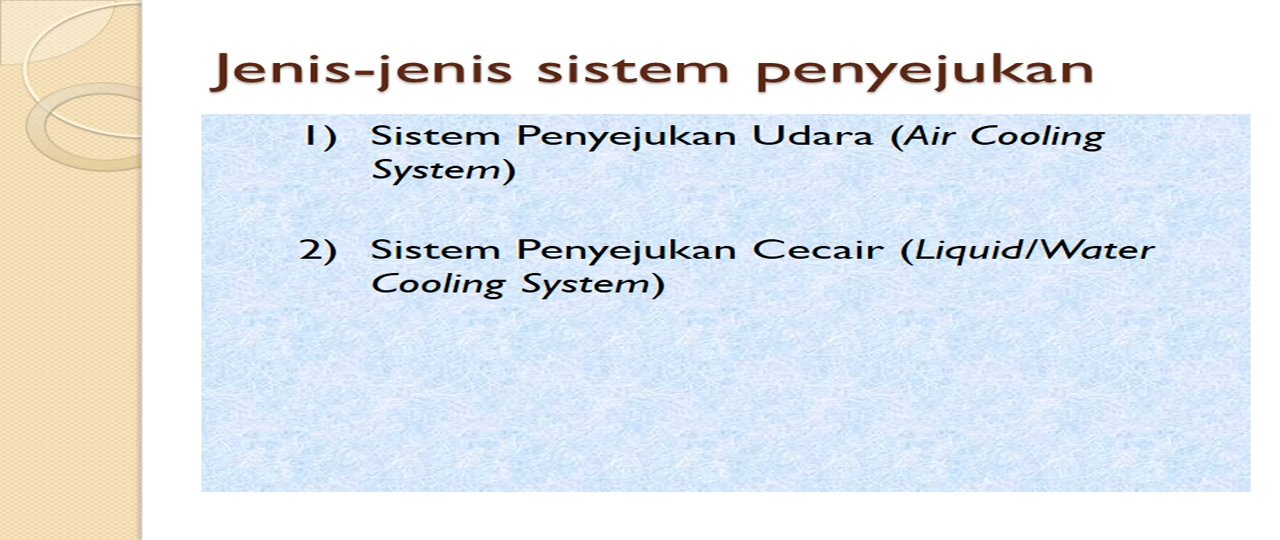 Jenis-jenis sistem penyejukan
1) Sistem Penyejukan Udara (Air Cooling
System)
2) Sistem Penyejukan Cecair (Liquid/Water
Cooling System)